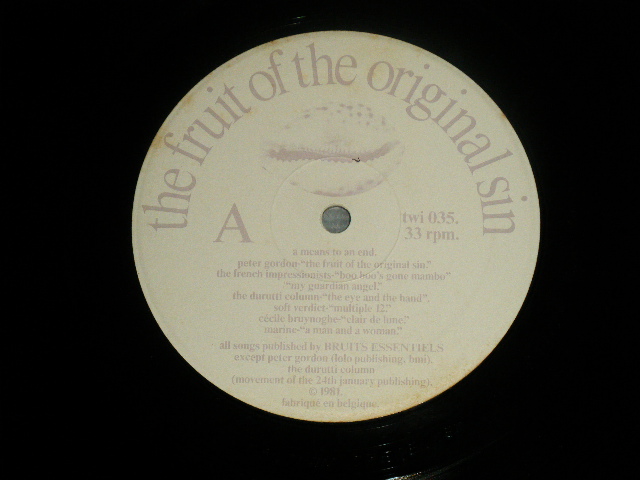 the fruit of the original sin
A
twi 035.
33 rpm.
a means to an end.
peter gordon-"the fruit of the original sin."
the french impressionists-"boo boo's gone mambo"
"my guardian angel."
the durutti column-"the eye and the hand".
soft verdict-"multiple 12."
cécile bruynoghe-"clair de lune."
marine-"a man and a woman."
all songs published by BRUITS ESSENTIELS
except peter gordon (lolo publishing, bmi).
the durutti column
(movement of the 24th january publishing).
© 1981.
fabrique en belgique.